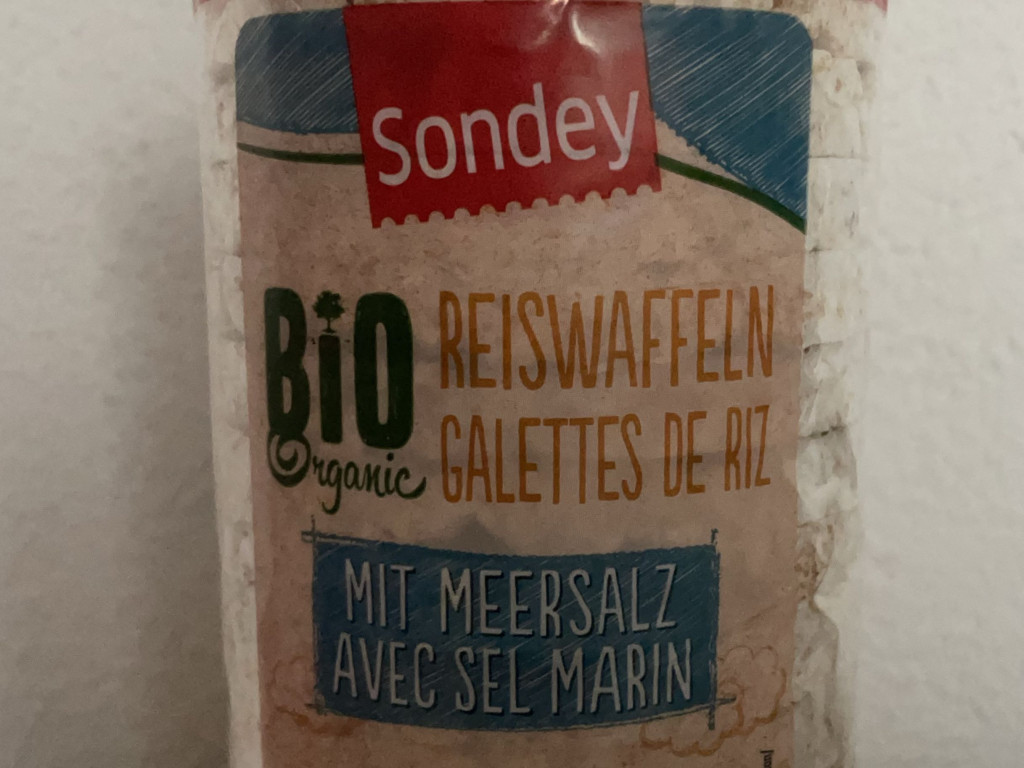 Sondey
BiO
Organic
REISWAFFELN
GALETTES DE RIZ
MIT MEERSALZ
AVEC SEL MARIN